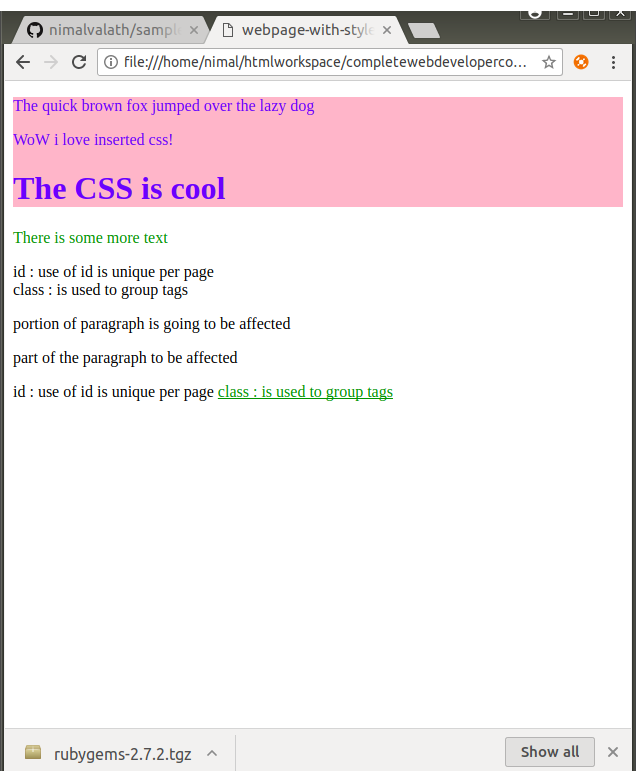 nimalvalath/sampl
webpage-with-style
file:///home/nimal/htmlworkspace/completewebdeveloperco...
The quick brown fox jumped over the lazy dog
WoW i love inserted css!
The CSS is cool
There is some more text
id : use of id is unique per page
class : is used to group tags
portion of paragraph is going to be affected
part of the paragraph to be affected
id : use of id is unique per page class : is used to group tags
rubygems-2.7.2.tgz
Show all